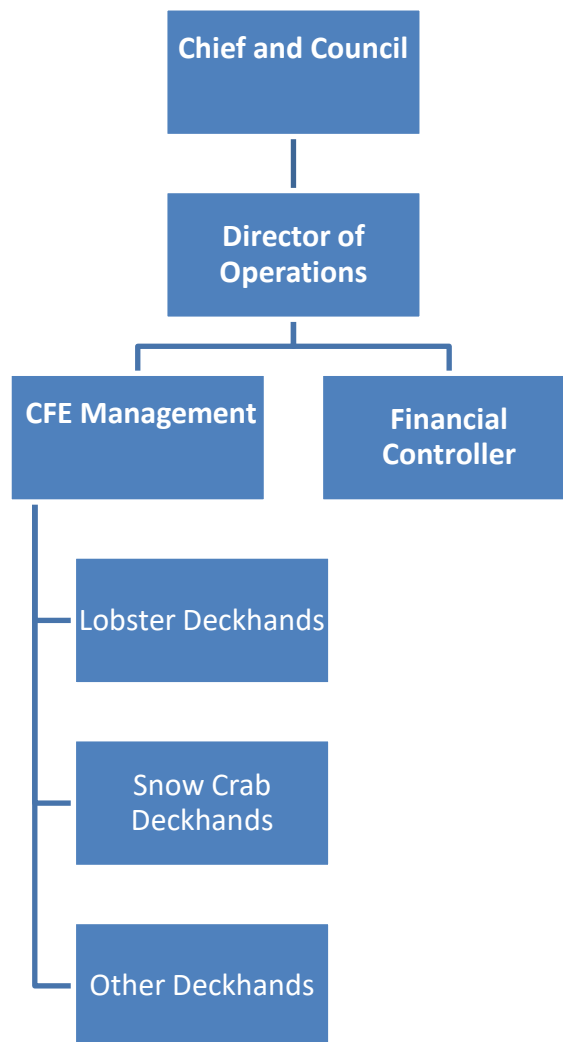 Chief and Council
Director of
Operations
CFE Management
Financial
Controller
Lobster Deckhands
Snow Crab
Deckhands
Other Deckhands